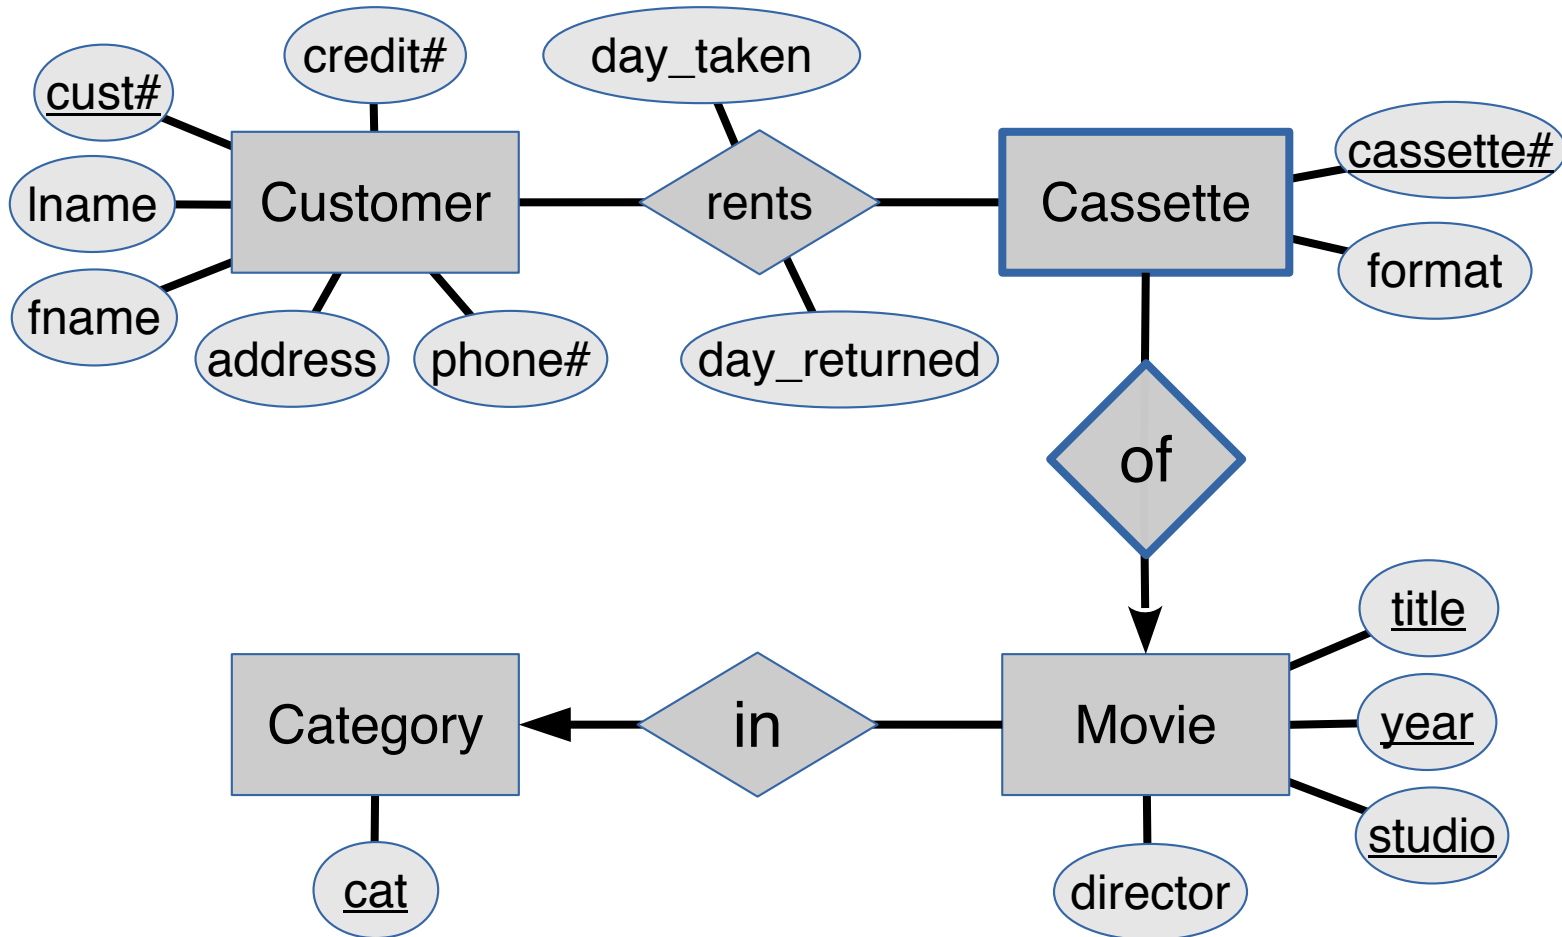 credit#
day_taken
cust#
cassette#
lname
Customer
rents
Cassette
format
fname
address
phone#
day_returned
of
title
Category
in
Movie
year
studio
cat
director